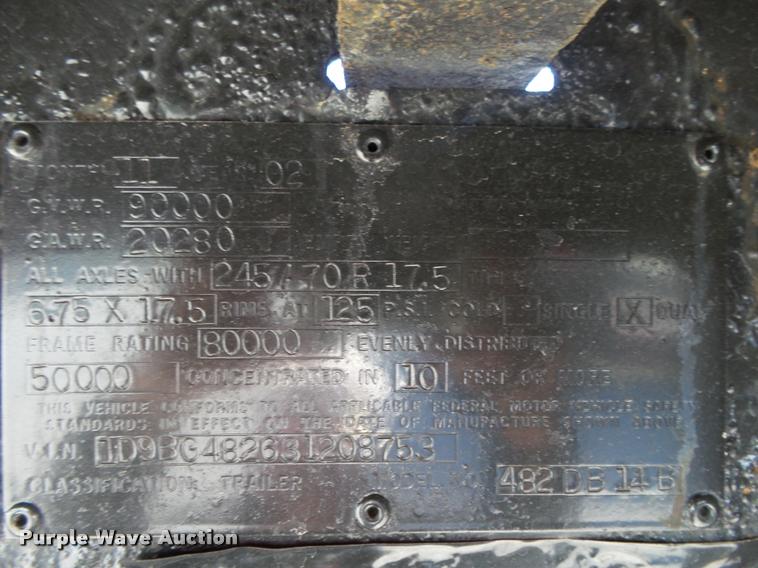 MONTH 11 02
G.V.W.R. 90000
G.A.W.R. 20280
ALL AXLES WITH 245/70 R 17.5
6.75 X 17.5 RIMS AT 125 P.S.I. COLD SINGLE X DUAL
FRAME RATING 80000 EVENLY DISTRIBUTED
50000 CONCENTRATED IN 10 FEET OR MORE
THIS VEHICLE CONFORMS TO ALL APPLICABLE FEDERAL MOTOR VEHICLE SAFETY
STANDARDS IN EFFECT ON THE DATE OF MANUFACTURE SHOWN ABOVE
V.I.N. 1D9BG482631208753
CLASSIFICATION: TRAILER MODEL NO. 482 DB 14-B
Purple Wave Auction